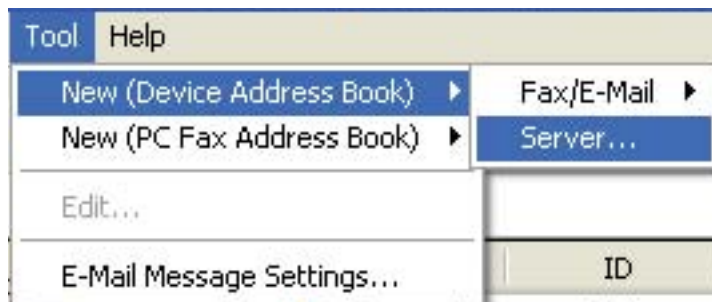 Tool Help
New (Device Address Book) Fax/E-Mail
New (PC Fax Address Book) Server...
Edit...
E-Mail Message Settings... ID